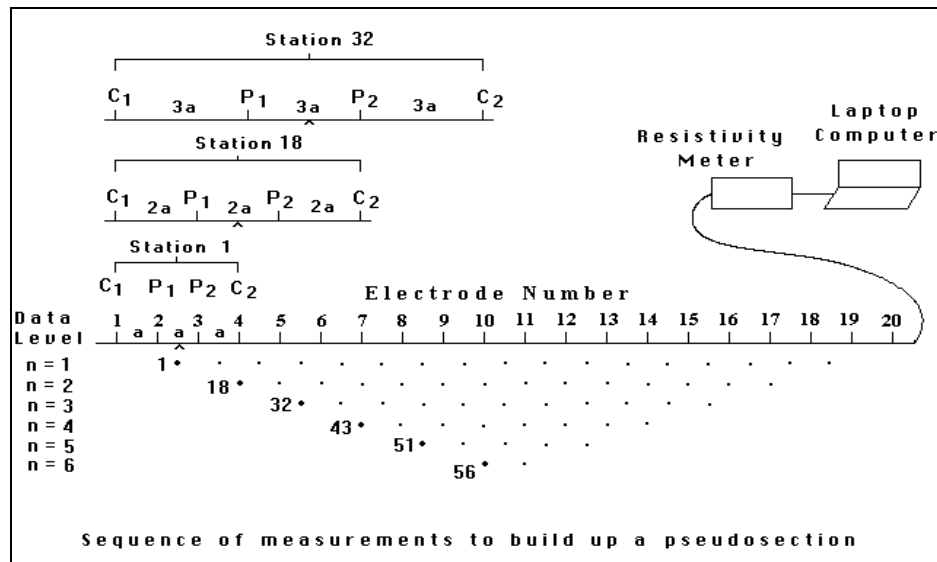 Station 32
C1 3a P1 3a P2 3a C2
Station 18
C1 2a P1 2a P2 2a C2
Station 1
C1 P1 P2 C2
Resistivity Meter
Laptop Computer
Electrode Number
Data Level
1 2 3 4 5 6 7 8 9 10 11 12 13 14 15 16 17 18 19 20
a a a
n = 1 1
n = 2 18
n = 3 32
n = 4 43
n = 5 51
n = 6 56
Sequence of measurements to build up a pseudosection